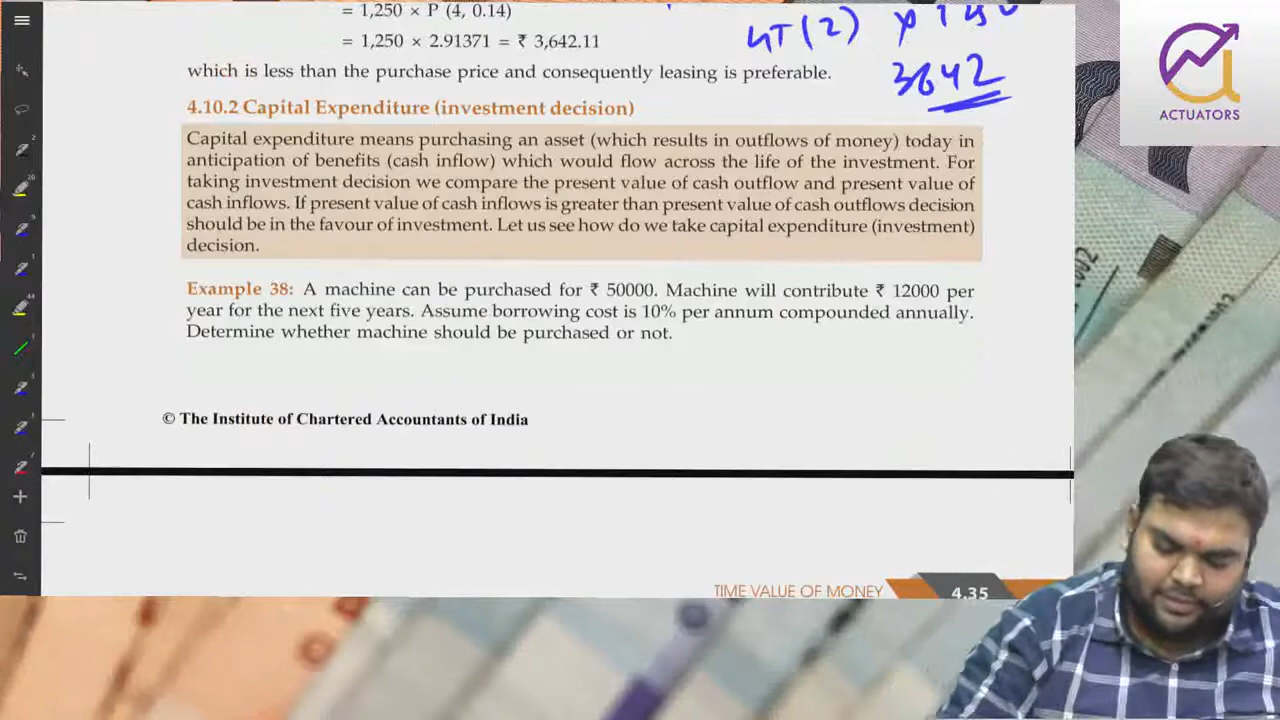 = 1,250 × P (4, 0.14)
= 1,250 × 2.91371 = ₹ 3,642.11
which is less than the purchase price and consequently leasing is preferable.
3642
4.10.2 Capital Expenditure (investment decision)
Capital expenditure means purchasing an asset (which results in outflows of money) today in
anticipation of benefits (cash inflow) which would flow across the life of the investment. For
taking investment decision we compare the present value of cash outflow and present value of
cash inflows. If present value of cash inflows is greater than present value of cash outflows decision
should be in the favour of investment. Let us see how do we take capital expenditure (investment)
decision.
Example 38: A machine can be purchased for ₹ 50000. Machine will contribute ₹ 12000 per
year for the next five years. Assume borrowing cost is 10% per annum compounded annually.
Determine whether machine should be purchased or not.
© The Institute of Chartered Accountants of India
TIME VALUE OF MONEY 4.35
ACTUATORS